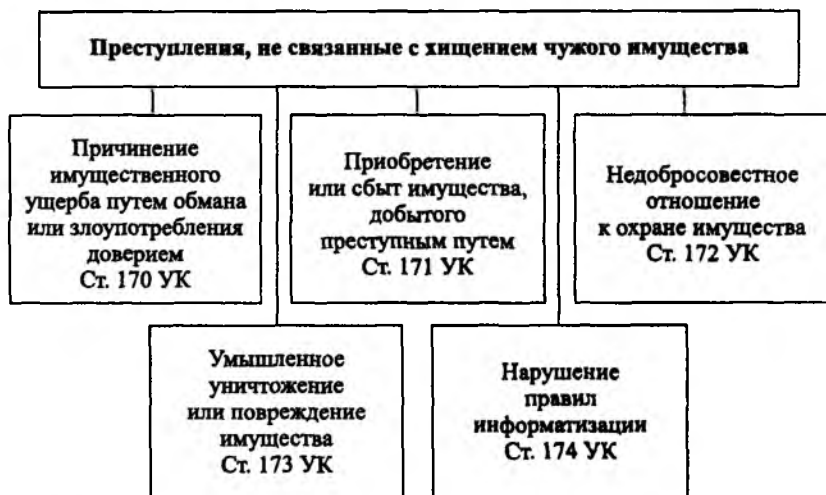 Преступления, не связанные с хищением чужого имущества
Причинение
имущественного
ущерба путем обмана
или злоупотребления
доверием
Ст. 170 УК
Приобретение
или сбыт имущества,
добытого
преступным путем
Ст. 171 УК
Недобросовестное
отношение
к охране имущества
Ст. 172 УК
Умышленное
уничтожение
или повреждение
имущества
Ст. 173 УК
Нарушение
правил
информатизации
Ст. 174 УК